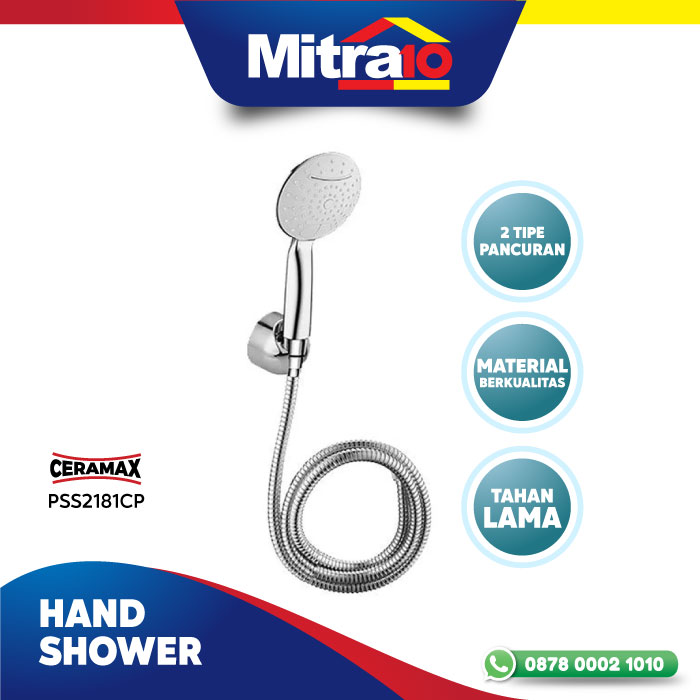 Mitra10
2 TIPE
PANCURAN
MATERIAL
BERKUALITAS
CERAMAX
PSS2181CP
TAHAN
LAMA
HAND
SHOWER
0878 0002 1010